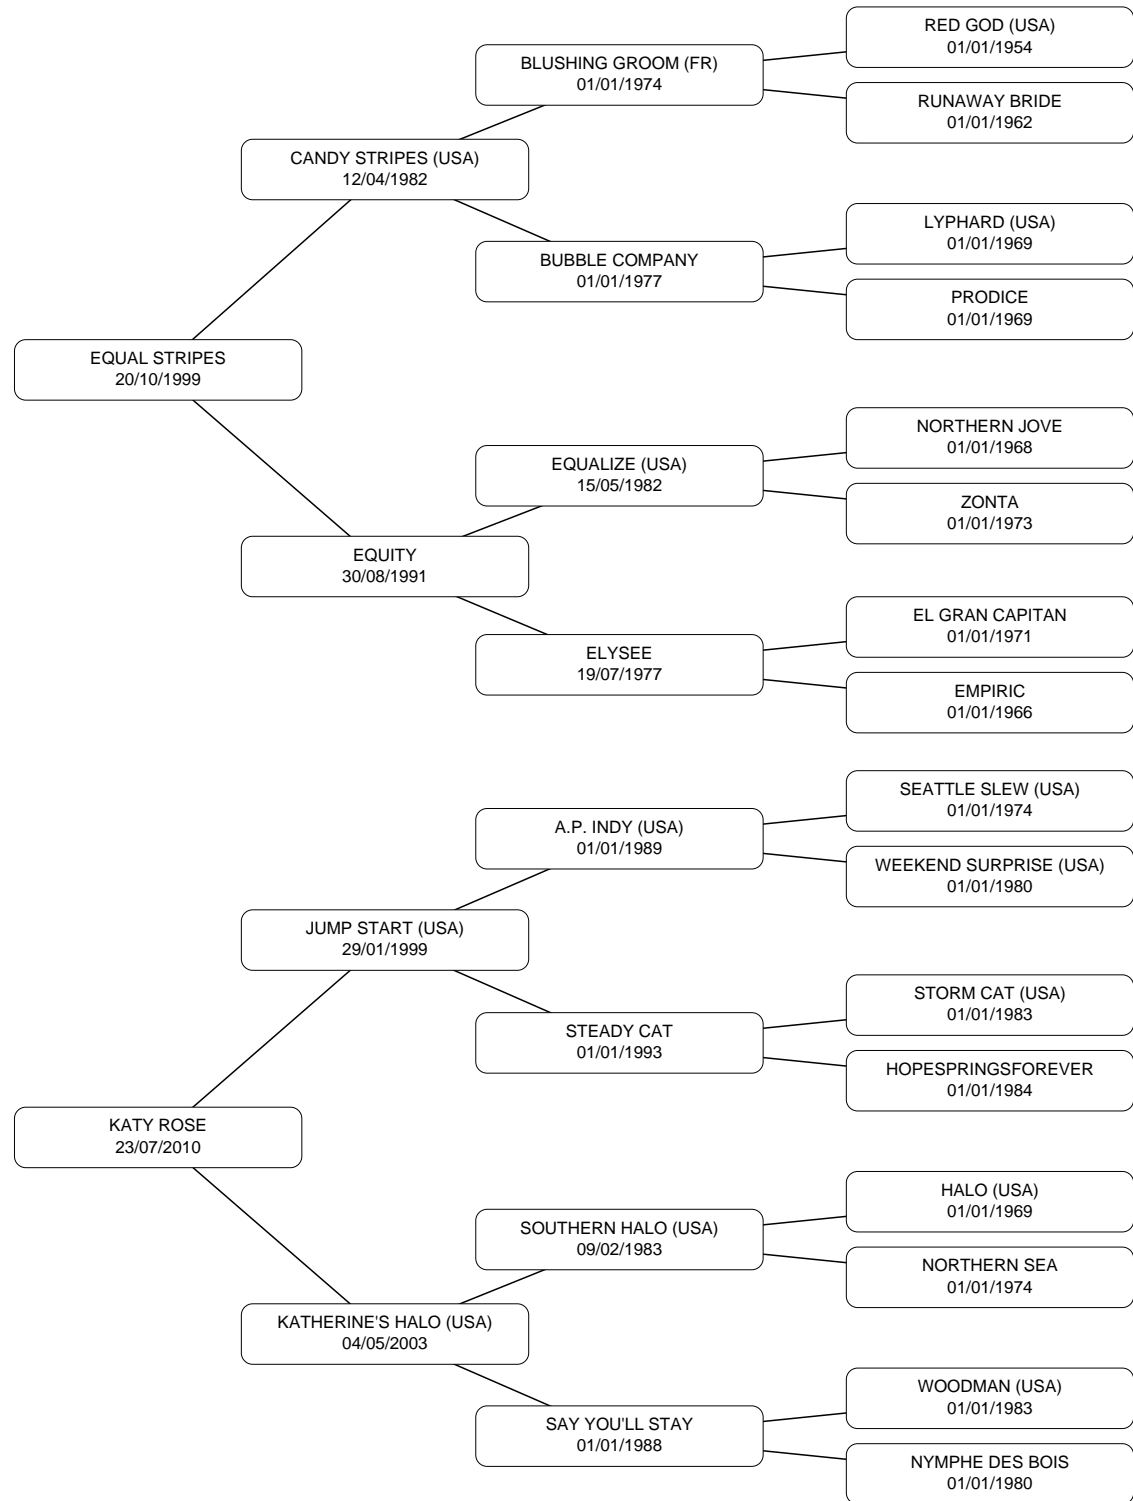 RED GOD (USA)
01/01/1954
BLUSHING GROOM (FR)
01/01/1974
RUNAWAY BRIDE
01/01/1962
CANDY STRIPES (USA)
12/04/1982
LYPHARD (USA)
01/01/1969
BUBBLE COMPANY
01/01/1977
PRODICE
01/01/1969
EQUAL STRIPES
20/10/1999
NORTHERN JOVE
01/01/1968
EQUALIZE (USA)
15/05/1982
ZONTA
01/01/1973
EQUITY
30/08/1991
EL GRAN CAPITAN
01/01/1971
ELYSEE
19/07/1977
EMPIRIC
01/01/1966
SEATTLE SLEW (USA)
01/01/1974
A.P. INDY (USA)
01/01/1989
WEEKEND SURPRISE (USA)
01/01/1980
JUMP START (USA)
29/01/1999
STORM CAT (USA)
01/01/1983
STEADY CAT
01/01/1993
HOPESPRINGSFOREVER
01/01/1984
KATY ROSE
23/07/2010
HALO (USA)
01/01/1969
SOUTHERN HALO (USA)
09/02/1983
NORTHERN SEA
01/01/1974
KATHERINE'S HALO (USA)
04/05/2003
WOODMAN (USA)
01/01/1983
SAY YOU'LL STAY
01/01/1988
NYMPHE DES BOIS
01/01/1980